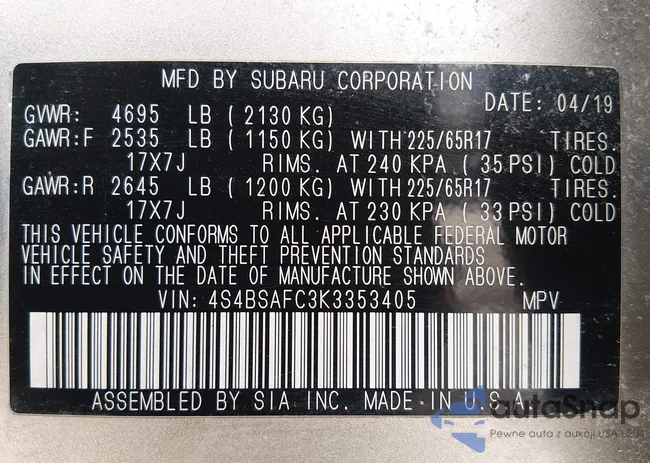 MFD BY SUBARU CORPORATION
DATE: 04/19
GVWR: 4695 LB ( 2130 KG)
GAWR:F 2535 LB ( 1150 KG) WITH 225/65R17 TIRES.
17X7J RIMS. AT 240 KPA ( 35 PSI) COLD
GAWR:R 2645 LB ( 1200 KG) WITH 225/65R17 TIRES.
17X7J RIMS. AT 230 KPA ( 33 PSI) COLD
THIS VEHICLE CONFORMS TO ALL APPLICABLE FEDERAL MOTOR
VEHICLE SAFETY AND THEFT PREVENTION STANDARDS
IN EFFECT ON THE DATE OF MANUFACTURE SHOWN ABOVE.
VIN: 4S4BSAFC3K3353405 MPV
ASSEMBLED BY SIA INC. MADE IN U.S.A
autoSnap
Pewne auta z aukcji USA i EU